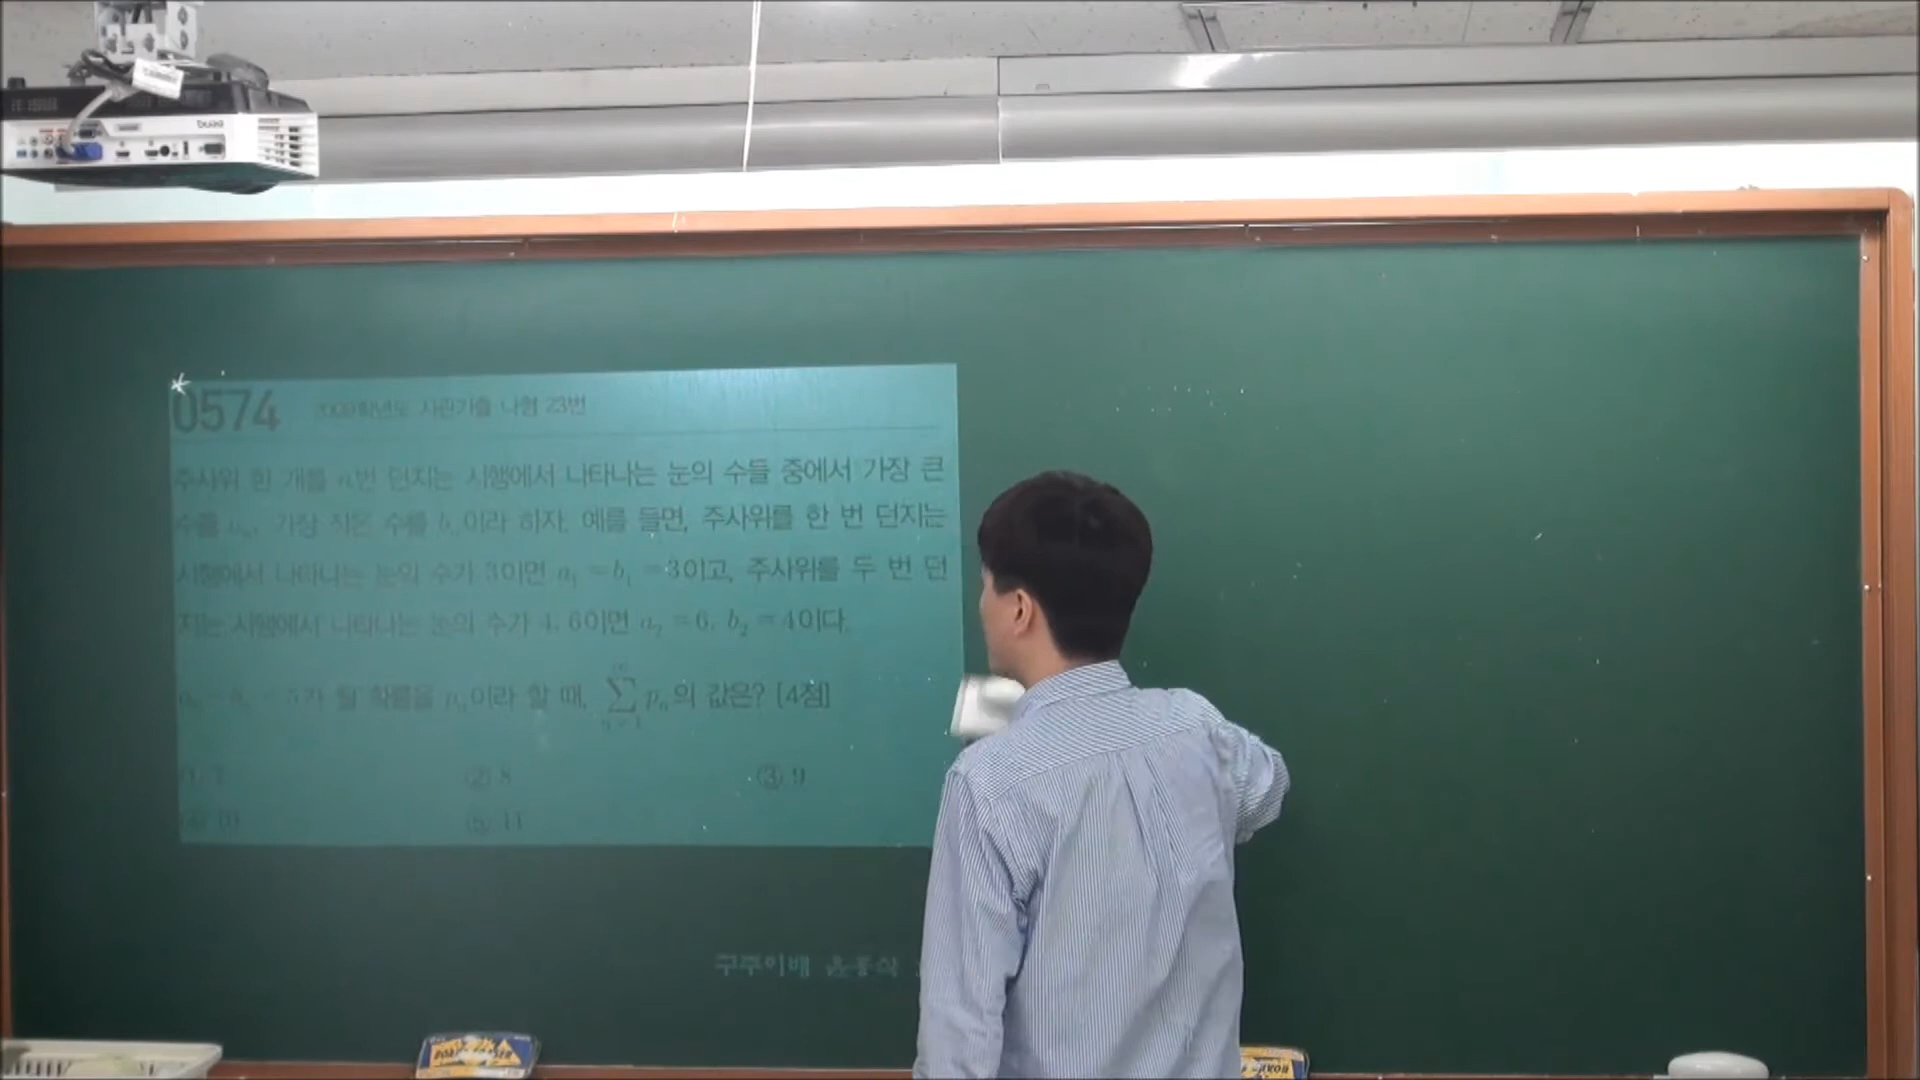 0574 2009학년도 사관기출 나형 23번
주사위 한 개를 n번 던지는 시행에서 나타나는 눈의 수들 중에서 가장 큰
수를 aₙ, 가장 작은 수를 bₙ이라 하자. 예를 들면, 주사위를 한 번 던지는
시행에서 나타나는 눈의 수가 3이면 a₁ = b₁ = 3이고, 주사위를 두 번 던
지는 시행에서 나타나는 눈의 수가 4, 6이면 a₂ = 6, b₂ = 4이다.
aₙ - bₙ < 5가 될 확률을 pₙ이라 할 때, ∑ₙ₌₁^∞ pₙ의 값은? [4점]
① 7 ② 8 ③ 9
④ 10 ⑤ 11
구주이배
BenQ